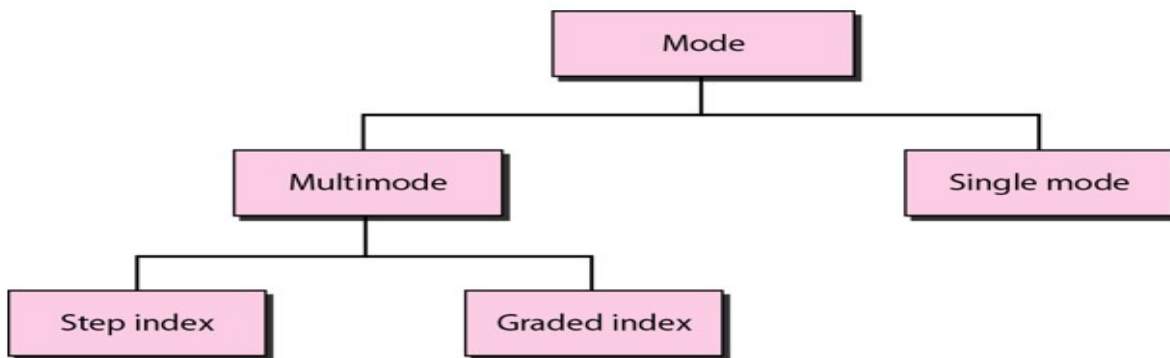 Mode
Multimode
Single mode
Step index
Graded index